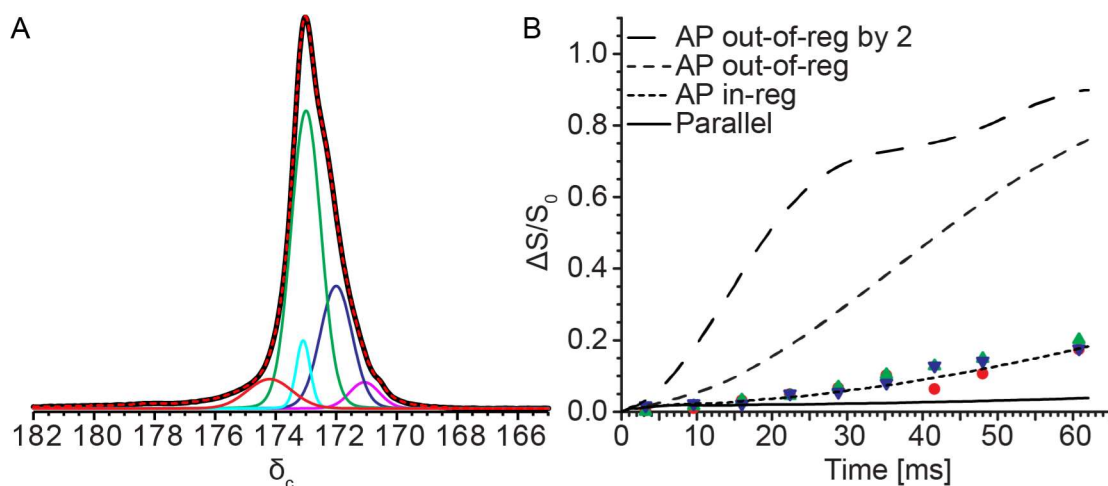 A
182 180 178 176 174 172 170 168 166
δc
B
AP out-of-reg by 2
AP out-of-reg
AP in-reg
Parallel
ΔS/S0
1.0
0.8
0.6
0.4
0.2
0.0
0 10 20 30 40 50 60
Time [ms]